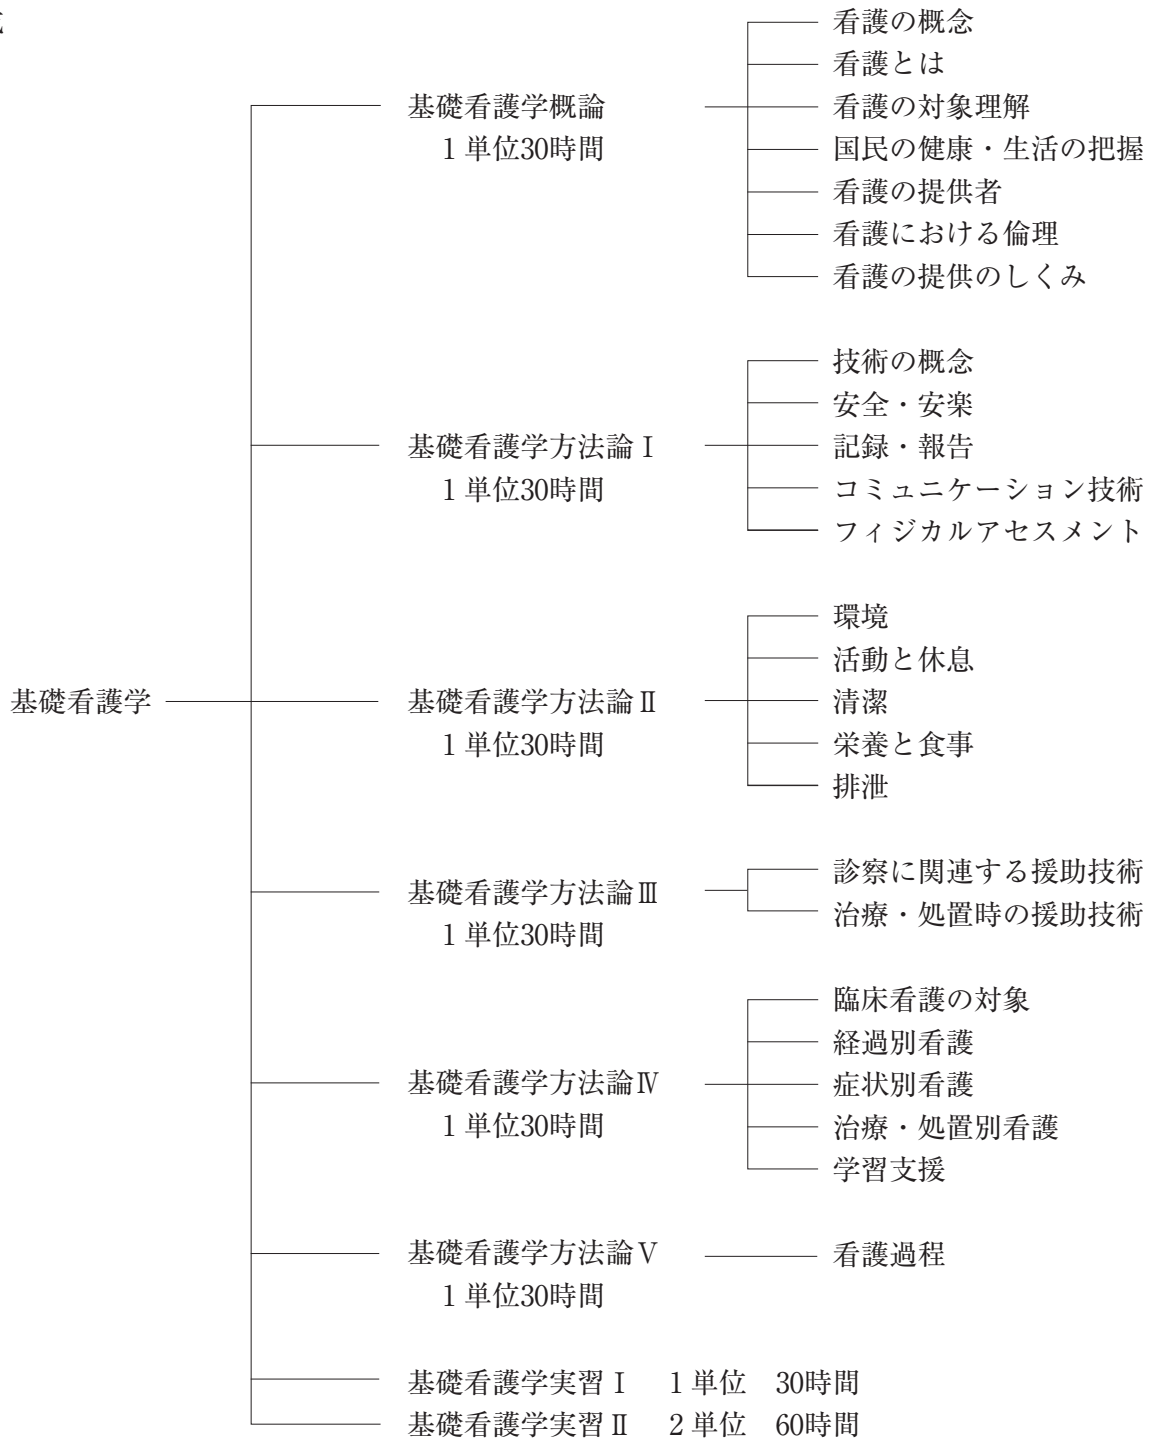 基礎看護学
基礎看護学概論
１単位30時間
看護の概念
看護とは
看護の対象理解
国民の健康・生活の把握
看護の提供者
看護における倫理
看護の提供のしくみ
基礎看護学方法論Ⅰ
１単位30時間
技術の概念
安全・安楽
記録・報告
コミュニケーション技術
フィジカルアセスメント
基礎看護学方法論Ⅱ
１単位30時間
環境
活動と休息
清潔
栄養と食事
排泄
基礎看護学方法論Ⅲ
１単位30時間
診察に関連する援助技術
治療・処置時の援助技術
基礎看護学方法論Ⅳ
１単位30時間
臨床看護の対象
経過別看護
症状別看護
治療・処置別看護
学習支援
基礎看護学方法論Ⅴ
１単位30時間
看護過程
基礎看護学実習Ⅰ　１単位　30時間
基礎看護学実習Ⅱ　２単位　60時間